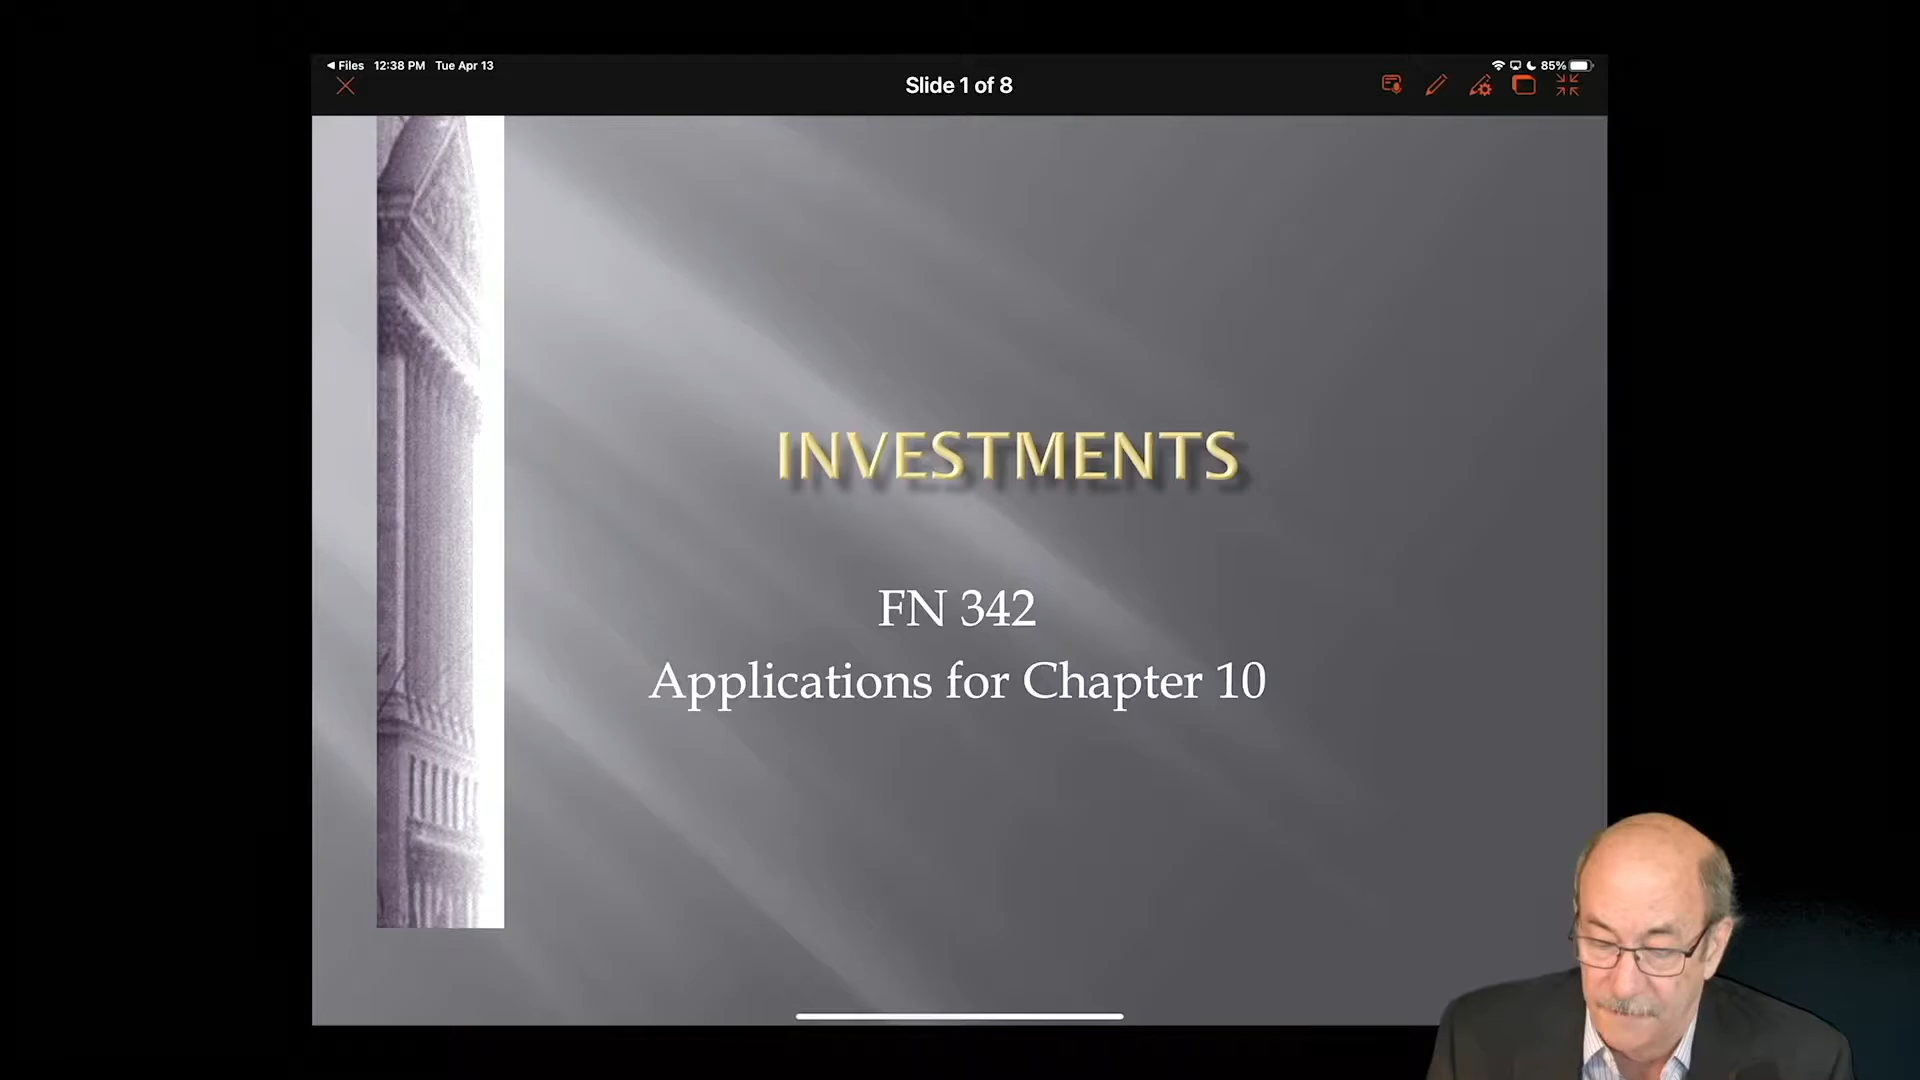 Files 12:38 PM Tue Apr 13
85%
Slide 1 of 8
INVESTMENTS
FN 342
Applications for Chapter 10